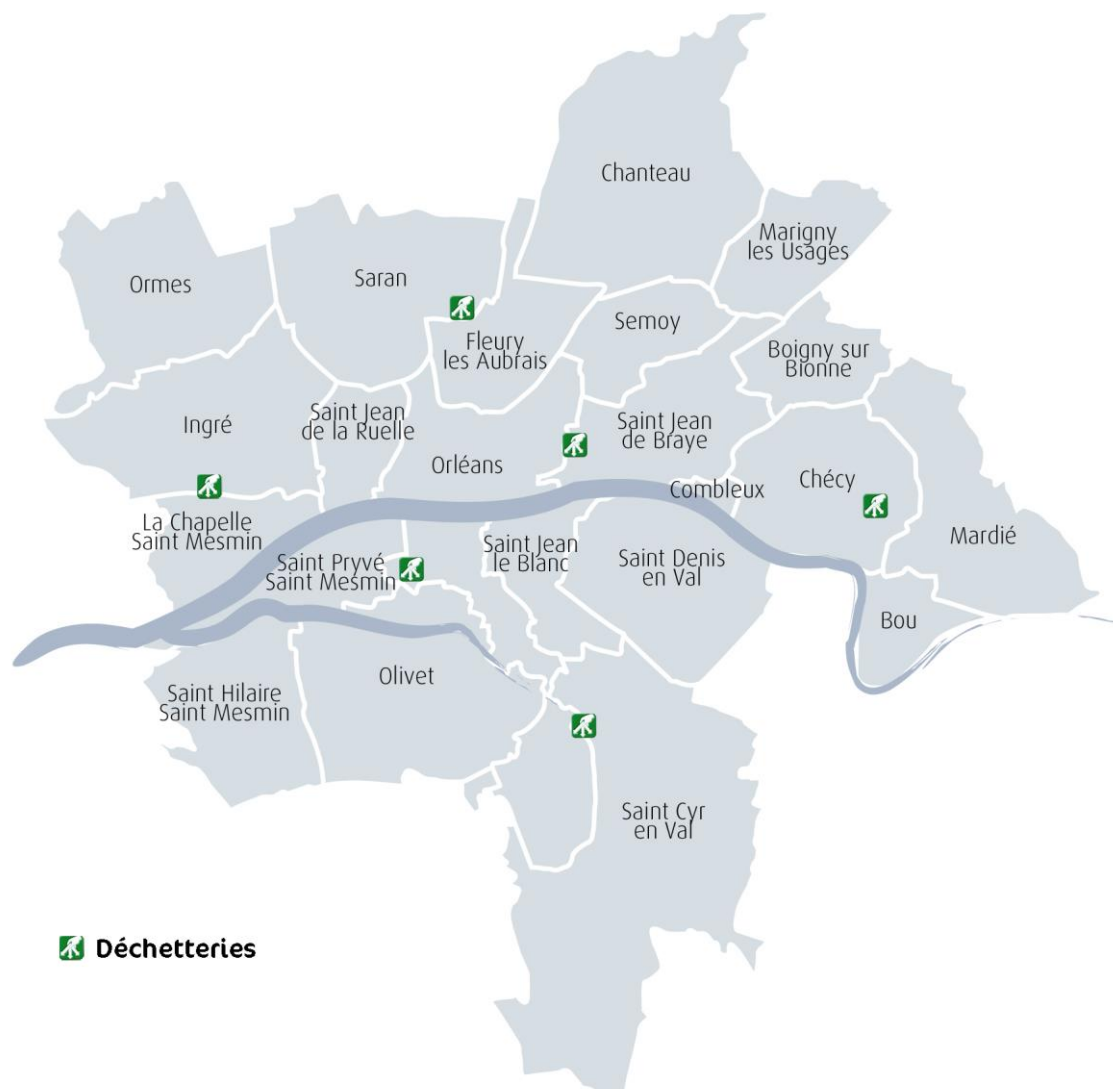 Chanteau
Marigny
les Usages
Ormes
Saran
Semoy
Fleury
les Aubrais
Boigny sur
Bionne
Ingré
Saint Jean
de la Ruelle
Saint Jean
de Braye
Orléans
Chécy
Combleux
La Chapelle
Saint Mesmin
Mardié
Saint Pryvé
Saint Mesmin
Saint Jean
le Blanc
Saint Denis
en Val
Bou
Olivet
Saint Hilaire
Saint Mesmin
Saint Cyr
en Val
Déchetteries